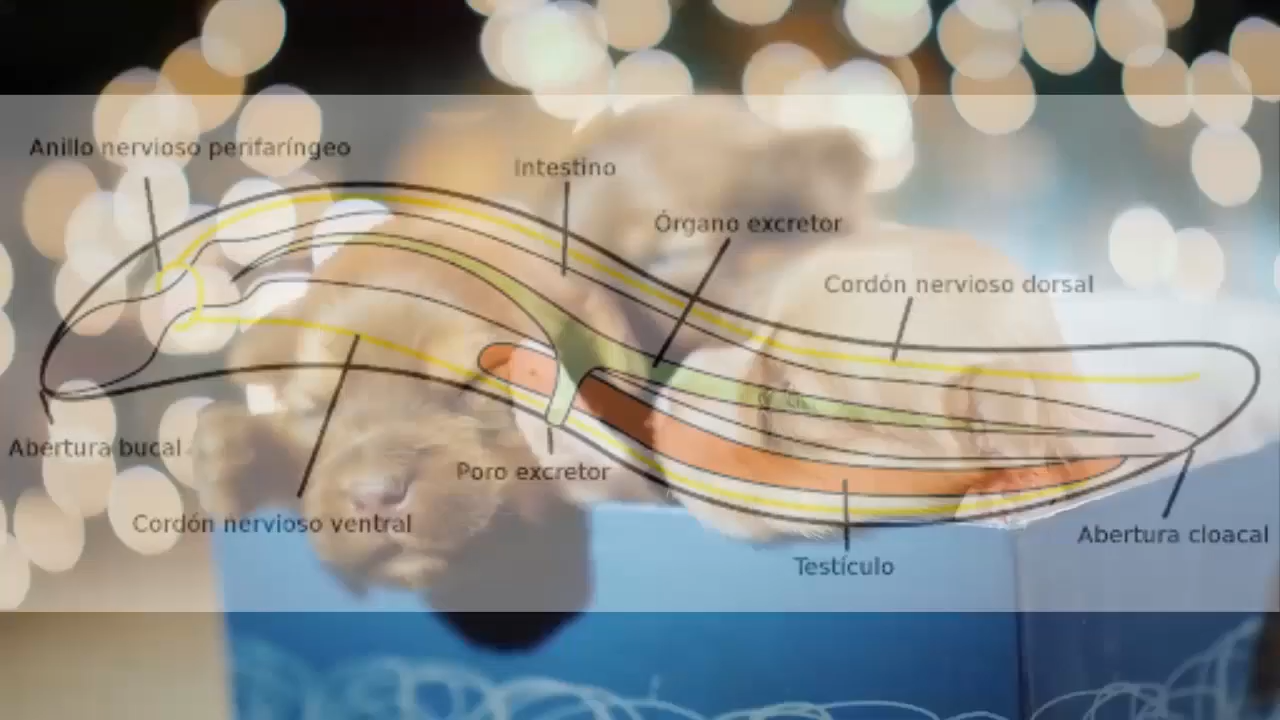 Anillo nervioso perifaríngeo
Intestino
Órgano excretor
Cordón nervioso dorsal
Abertura bucal
Poro excretor
Cordón nervioso ventral
Abertura cloacal
Testículo